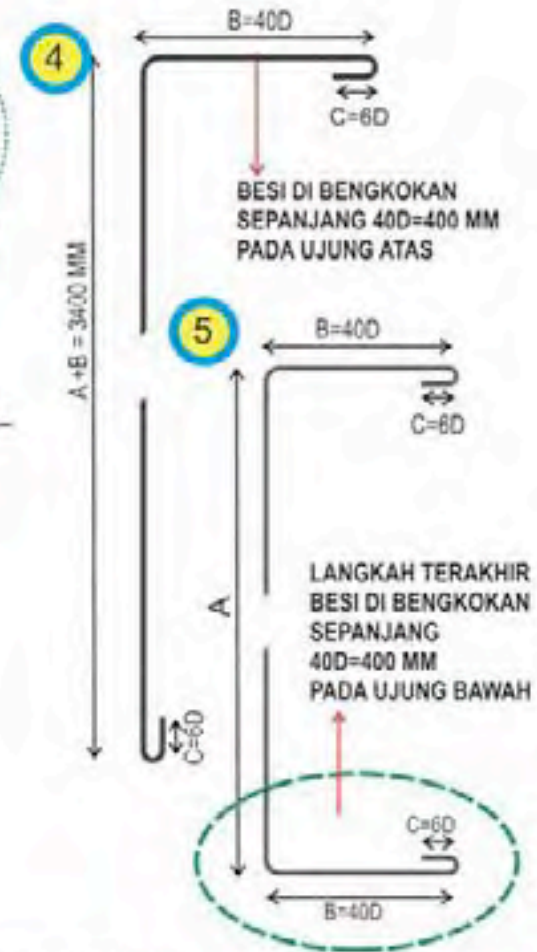 4
B=40D
C=6D
BESI DI BENGKOKAN
SEPANJANG 40D=400 MM
PADA UJUNG ATAS
A +B = 3400 MM
C=6D
5
B=40D
C=6D
A
LANGKAH TERAKHIR
BESI DI BENGKOKAN
SEPANJANG
40D=400 MM
PADA UJUNG BAWAH
C=6D
B=40D